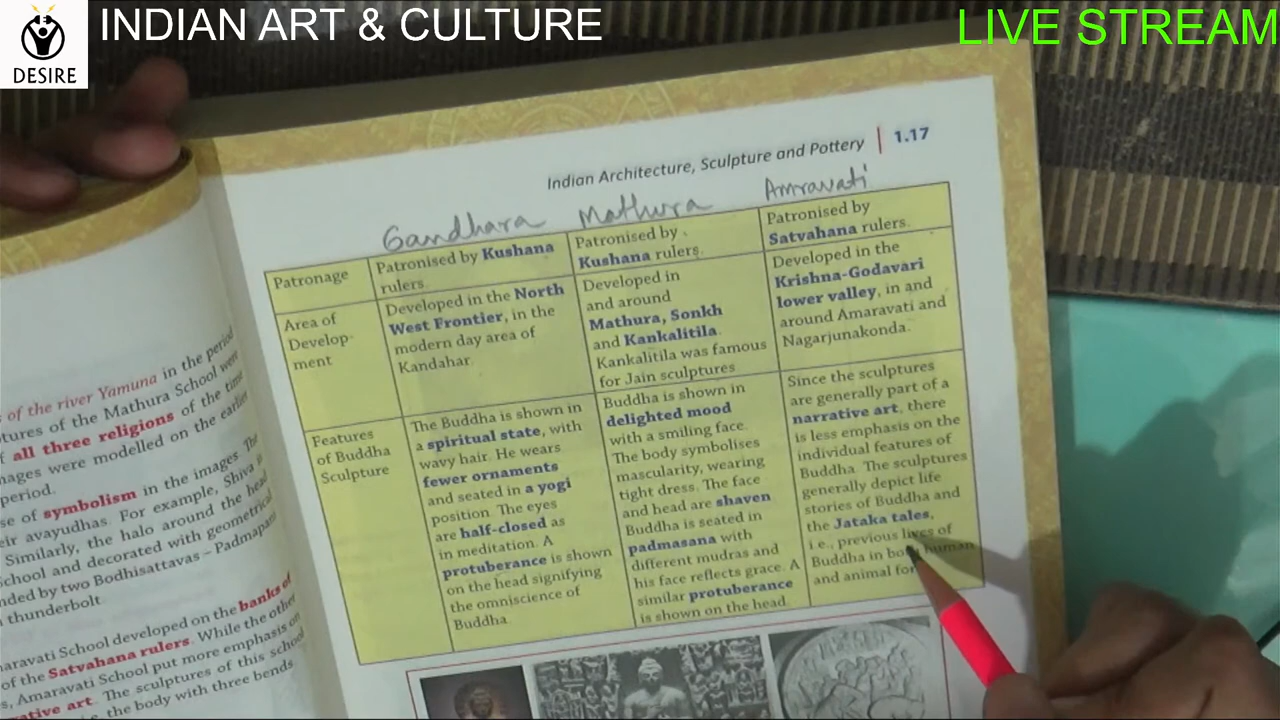 INDIAN ART & CULTURE
LIVE STREAM
DESIRE
Indian Architecture, Sculpture and Pottery | 1.17
Gandhara Mathura Amravati
Patronage
Patronised by Kushana
rulers
Patronised by
Kushana rulers.
Patronised by
Satvahana rulers.
Area of
Develop-
ment
Developed in the North
West Frontier, in the
modern day area of
Kandahar
Developed in
and around
Mathura, Sonkh
and Kankalitila.
Kankalitila was famous
for Jain sculptures
Developed in the
Krishna-Godavari
lower valley, in and
around Amaravati and
Nagarjunakonda.
Features
of Buddha
Sculpture
The Buddha is shown in
a spiritual state, with
wavy hair. He wears
fewer ornaments
and seated in a yogi
position. The eyes
are half-closed as
in meditation. A
protuberance is shown
on the head signifying
the omniscience of
Buddha.
Buddha is shown in
delighted mood
with a smiling face.
The body symbolises
mascularity, wearing
tight dress. The face
and head are shaven
Buddha is seated in
padmasana with
different mudras and
his face reflects grace. A
similar protuberance
is shown on the head.
Since the sculptures
are generally part of a
narrative art, there
is less emphasis on the
individual features of
Buddha. The sculptures
generally depict life
stories of Buddha and
the Jataka tales,
i.e., previous lives of
Buddha in both human
and animal
of the river Yamuna in the period
of the Mathura School were
all three religions of the time
were modelled on the earlier
period.
of symbolism in the images. The
avayudhas. For example, Shiva
Similarly, the halo around the head
School and decorated with geometrical
by two Bodhisattavas – Padmapani
thunderbolt.
School developed on the banks of
of the Satvahana rulers. While the other
Amaravati School put more emphasis on
art. The sculptures of this school
the body with three bends